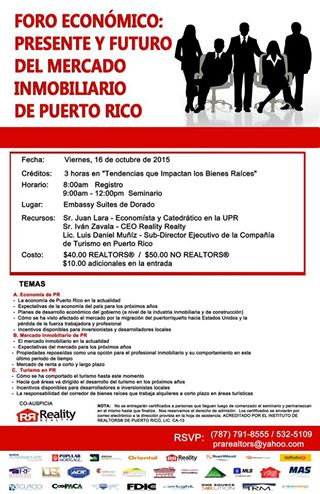 FORO ECONÓMICO:
PRESENTE Y FUTURO
DEL MERCADO
INMOBILIARIO
DE PUERTO RICO
Fecha: Viernes, 16 de octubre de 2015
Créditos: 3 horas en "Tendencias que Impactan los Bienes Raíces"
Horario: 8:00am Registro
9:00am - 12:00pm Seminario
Lugar: Embassy Suites de Dorado
Recursos: Sr. Juan Lara - Economísta y Catedrático en la UPR
Sr. Iván Zavala - CEO Reality Realty
Lic. Luis Daniel Muñíz - Sub-Director Ejecutivo de la Compañía
de Turismo en Puerto Rico
Costo: $40.00 REALTORS® / $50.00 NO REALTORS®
$10.00 adicionales en la entrada
TEMAS
A. Economía de PR
- La economía de Puerto Rico en la actualidad
- Expectativas de la economía del país para los próximos años
- Planes de desarrollo económico del gobierno (a nivel de la industria inmobiliaria y de construcción)
- Cómo se ha visto afectado el mercado por la migración del puertorriqueño hacia Estados Unidos y la
pérdida de la fuerza trabajadora y profesional
- Incentivos disponibles para inversionistas y desarrolladores locales
B. Mercado Inmobiliario de PR
- El mercado inmobiliario en la actualidad
- Expectativas del mercado para los próximos años
- Propiedades reposeídas como una opción para el profesional inmobiliario y su comportamiento en este
último periodo de tiempo
- Mercado de renta a corto y largo plazo
C. Turismo en PR
- Cómo se ha comportado el turismo hasta este momento
- Hacia qué áreas va dirigido el desarrollo del turismo en los próximos años
- Incentivos disponibles para desarrolladores e inversionistas locales
- La responsabilidad del corredor de bienes raíces que trabaja alquileres a corto plazo en áreas turísticas
CO-AUSPICIA
RR Reality
REALTY
NOTA: No se entregarán certificados a personas que lleguen luego de comenzado el seminario y permanezcan
en el mismo hasta que finalice. Nos reservamos el derecho de admisión. Los certificados se enviarán por
correo electrónico a la dirección provista en la hoja de asistencia. ACREDITADO POR EL INSTITUTO DE
REALTORS® DE PUERTO RICO, LIC. CA-13
RSVP: (787) 791-8555 / 532-5109
prarealtors@yahoo.com
POPULAR
MORTGAGE
Oriental
Reality
FDIC
TRM
MAS